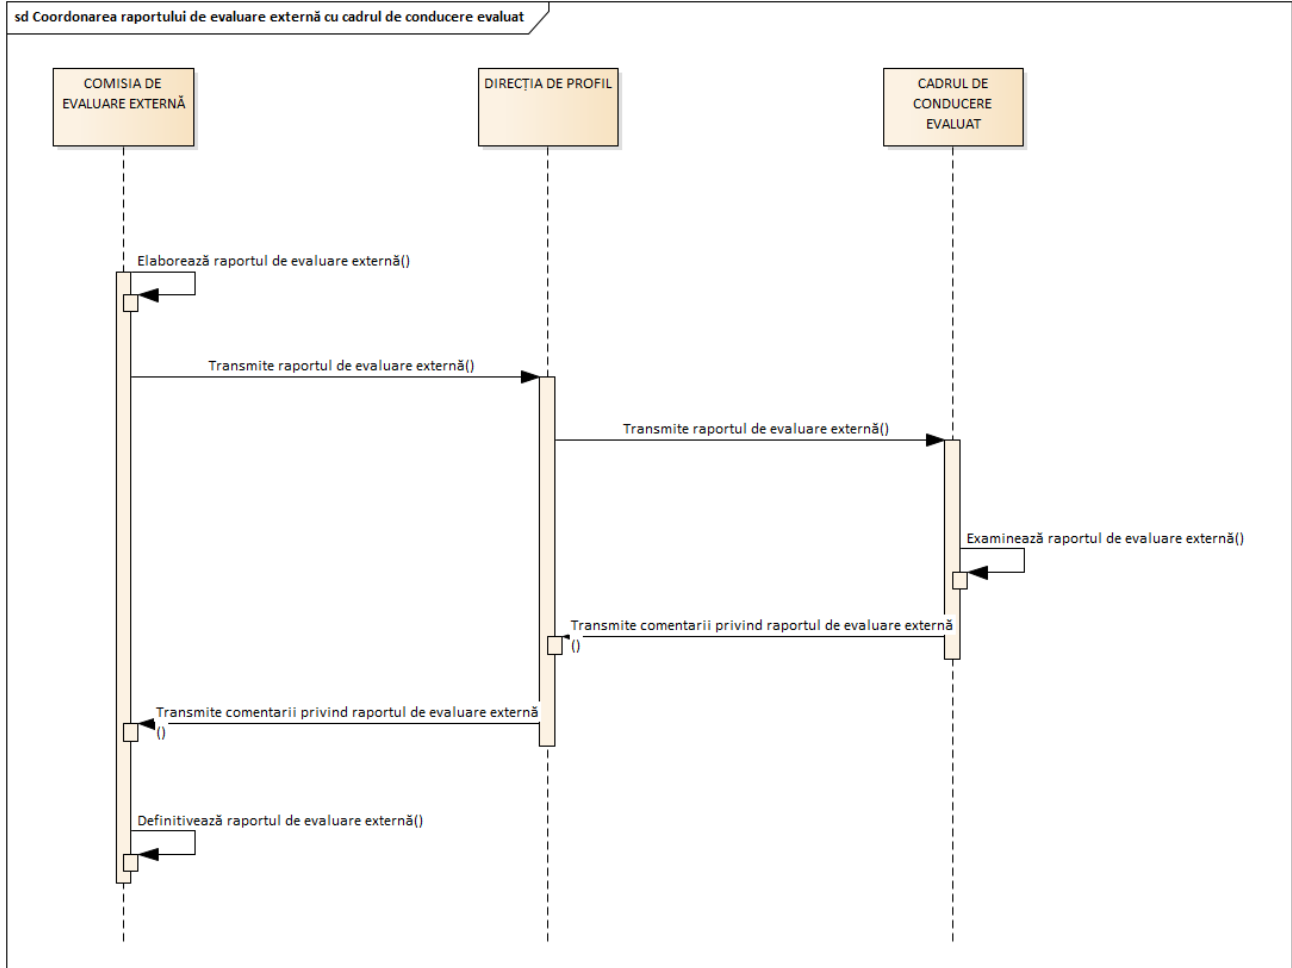 sd Coordonarea raportului de evaluare externă cu cadrul de conducere evaluat
COMISIA DE
EVALUARE EXTERNĂ
DIRECȚIA DE PROFIL
CADRUL DE
CONDUCERE
EVALUAT
Elaborează raportul de evaluare externă()
Transmite raportul de evaluare externă()
Transmite raportul de evaluare externă()
Examinează raportul de evaluare externă()
Transmite comentarii privind raportul de evaluare externă
()
Transmite comentarii privind raportul de evaluare externă
()
Definitivează raportul de evaluare externă()